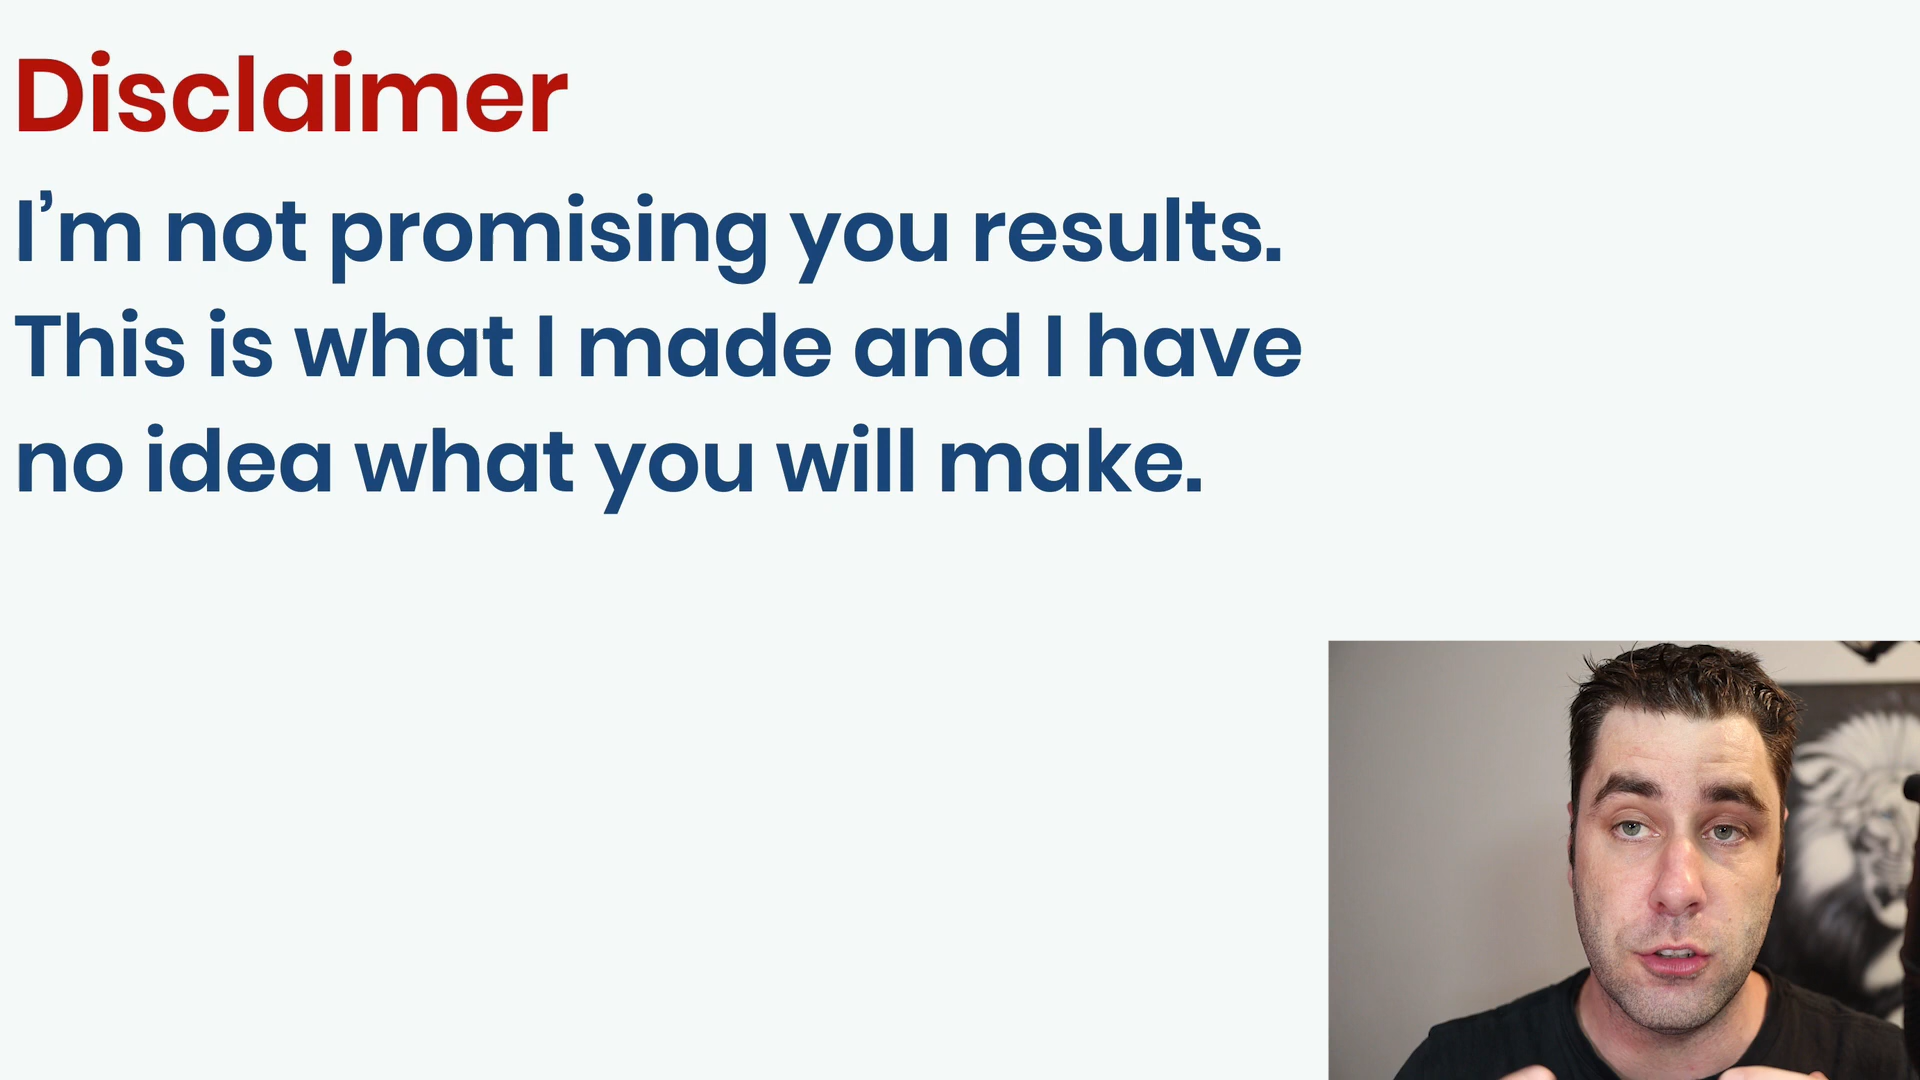 Disclaimer
I’m not promising you results.
This is what I made and I have
no idea what you will make.